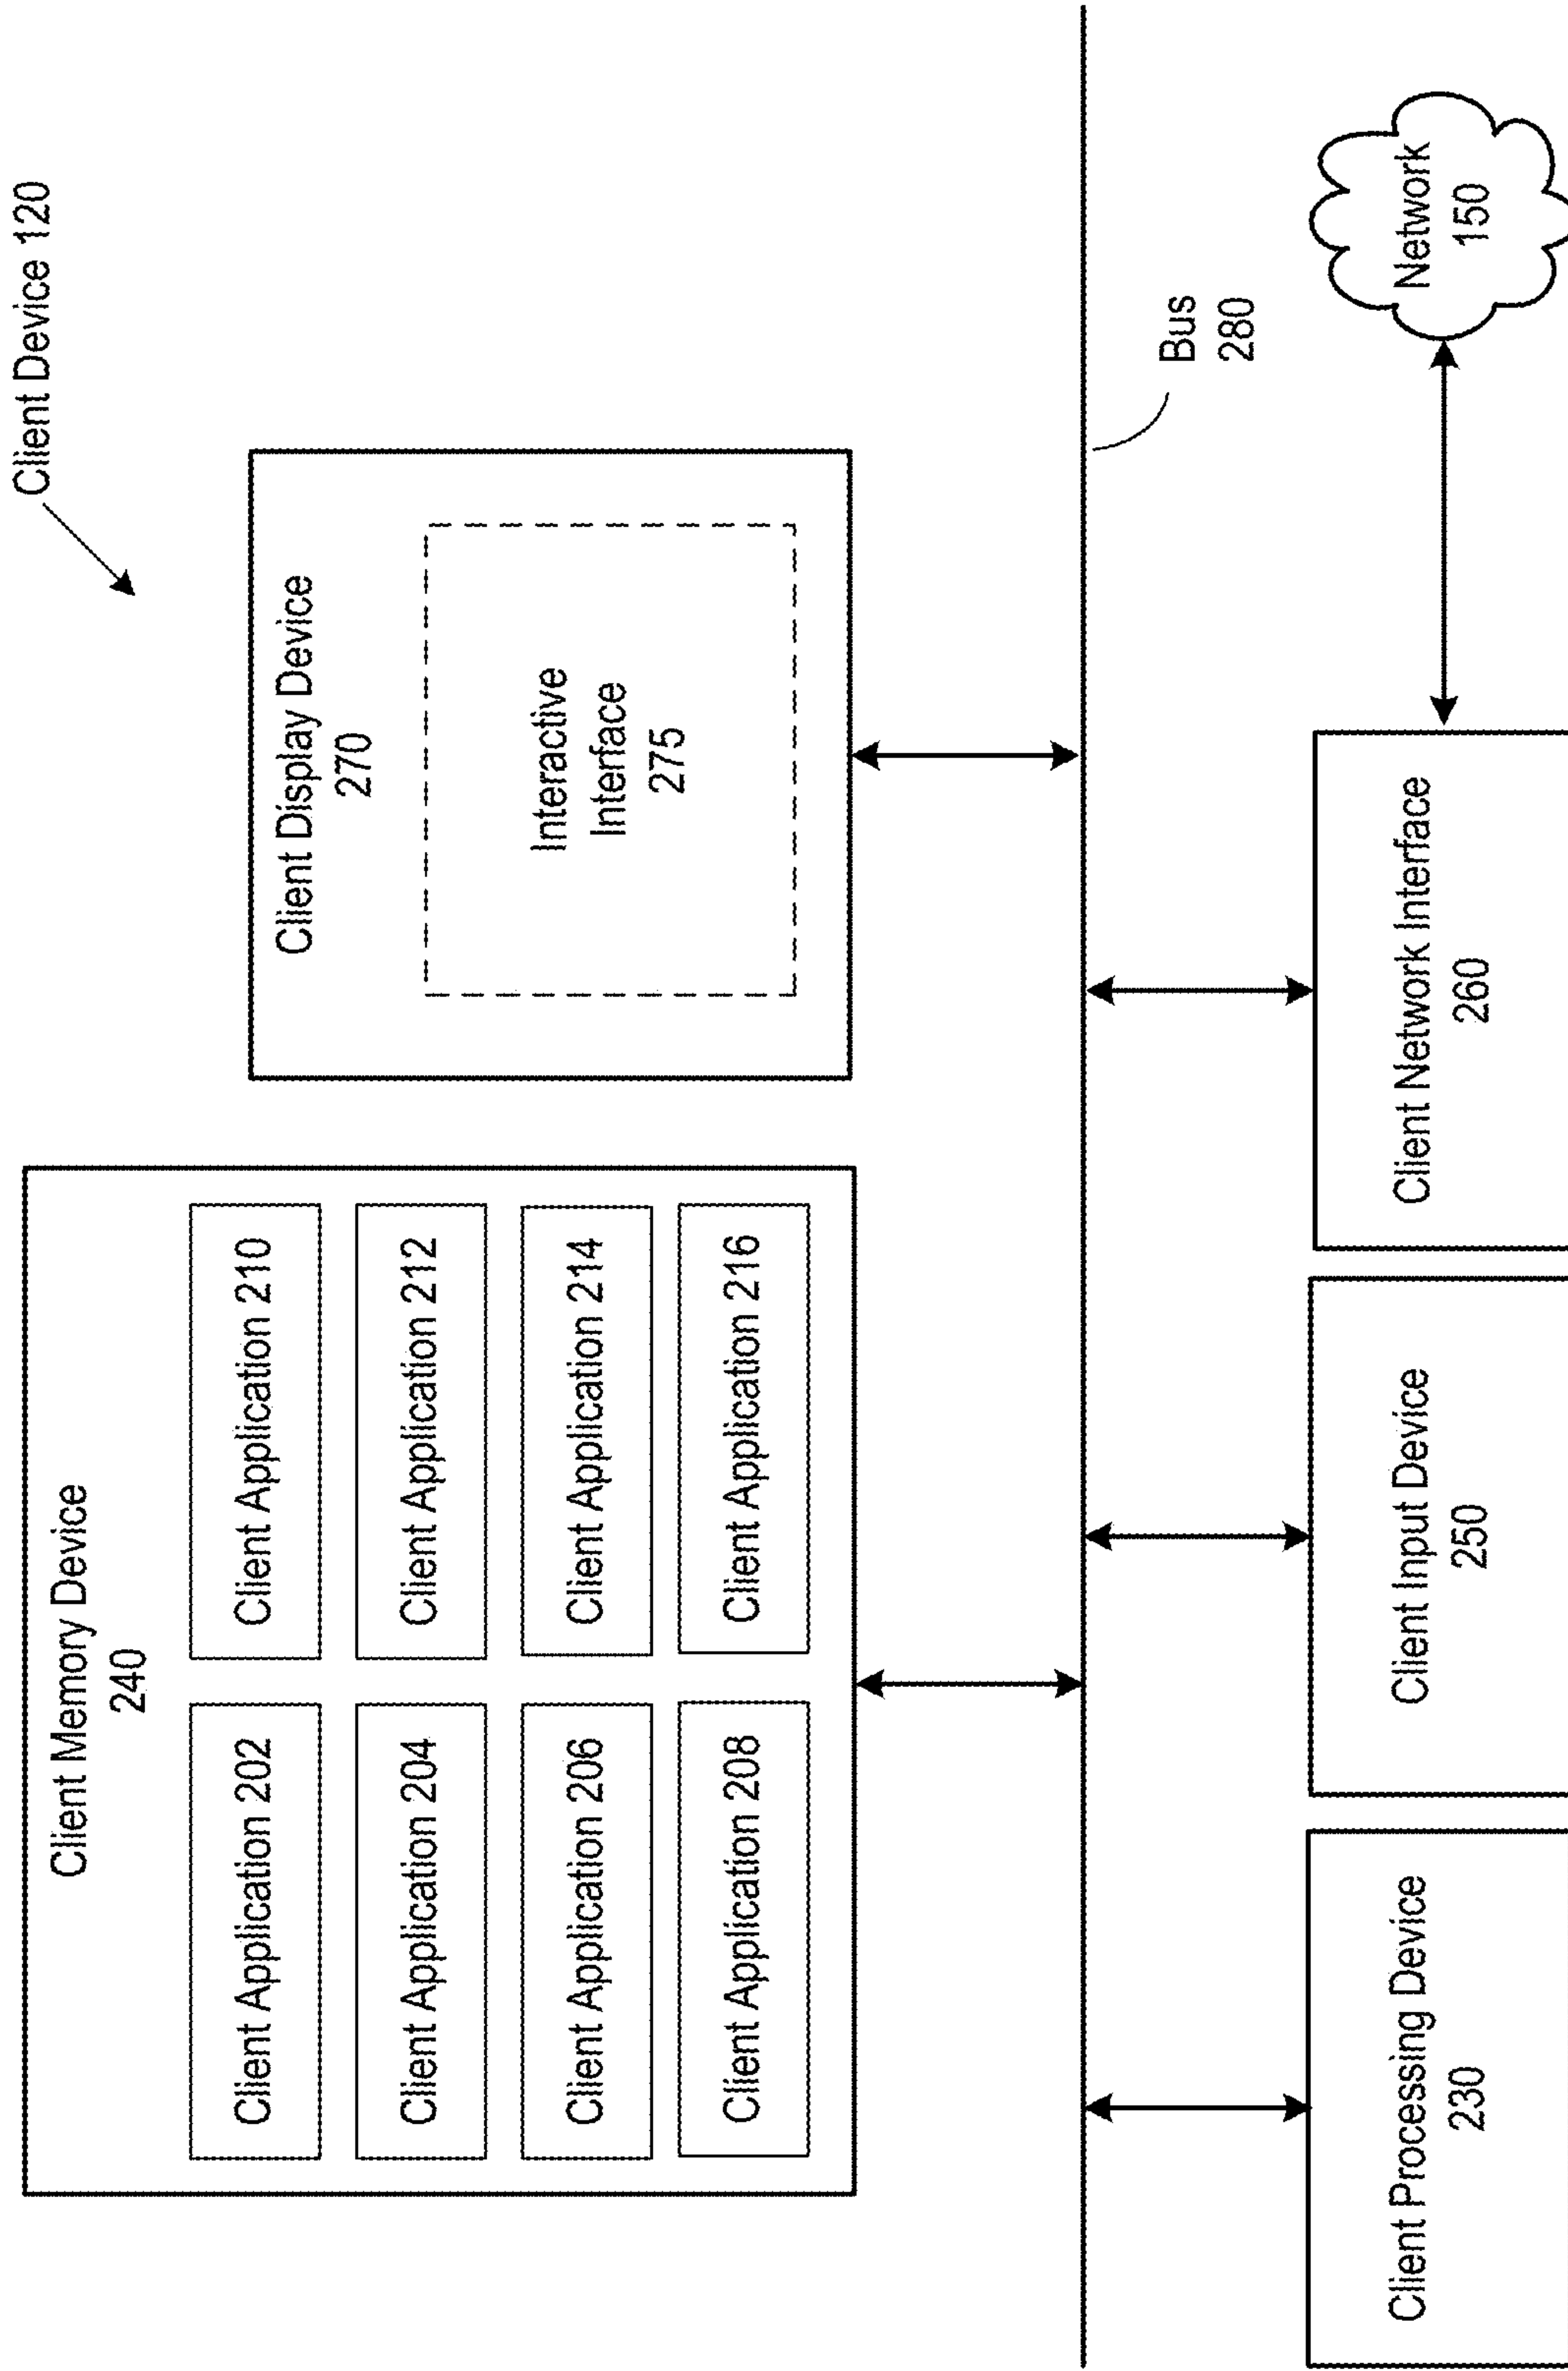 Client Device 120
Client Memory Device
240
Client Application 202
Client Application 210
Client Application 204
Client Application 212
Client Application 206
Client Application 214
Client Application 208
Client Application 216
Client Display Device
270
Interactive
Interface
275
Bus
280
Client Processing Device
230
Client Input Device
250
Client Network Interface
260
Network
150